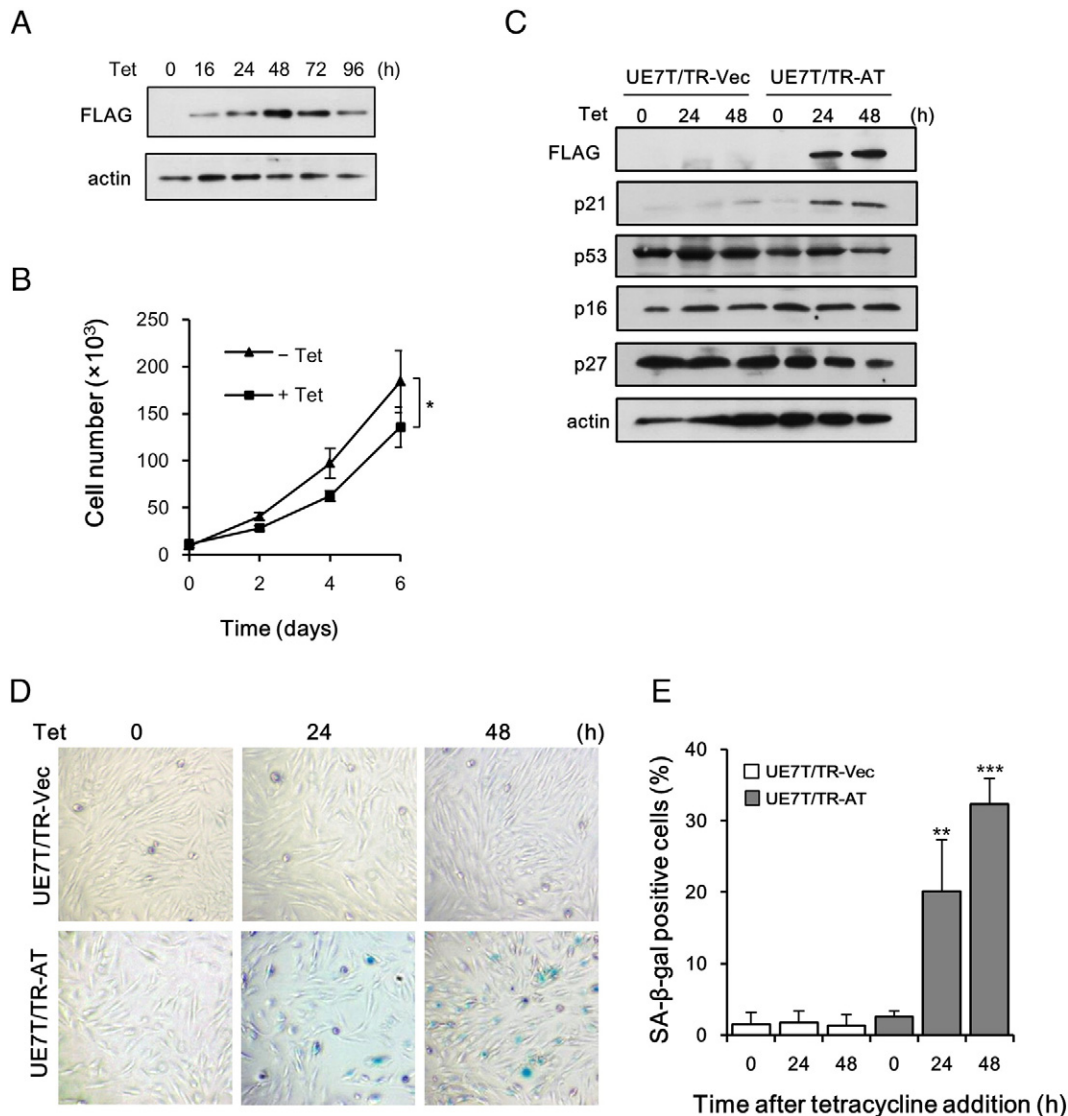 A
Tet 0 16 24 48 72 96 (h)
FLAG
actin
B
Cell number (×10³)
250
200
150
100
50
0
– Tet
+ Tet
*
0 2 4 6
Time (days)
C
UE7T/TR-Vec UE7T/TR-AT
Tet 0 24 48 0 24 48 (h)
FLAG
p21
p53
p16
p27
actin
D
Tet 0 24 48 (h)
UE7T/TR-Vec
UE7T/TR-AT
E
SA-β-gal positive cells (%)
40
30
20
10
0
UE7T/TR-Vec
UE7T/TR-AT
**
***
0 24 48 0 24 48
Time after tetracycline addition (h)